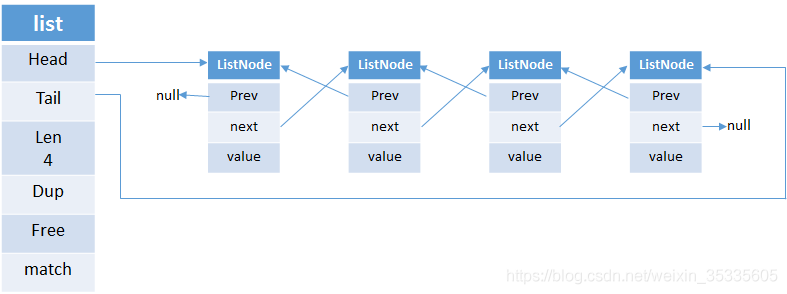 list
Head
Tail
Len
4
Dup
Free
match
ListNode
Prev
next
value
ListNode
Prev
next
value
ListNode
Prev
next
value
ListNode
Prev
next
value
null
null
https://blog.csdn.net/weixin_35335605